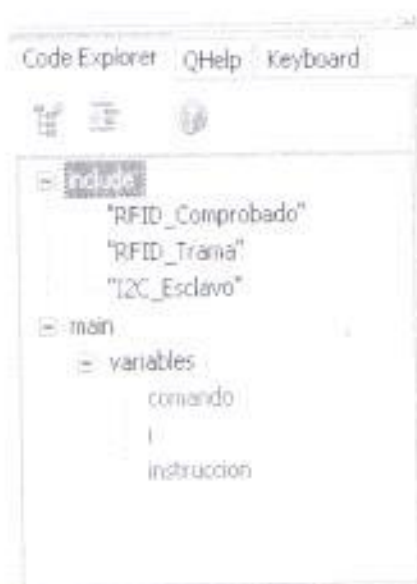 Code Explorer QHelp Keyboard
include
"RFID_Comprobado"
"RFID_Trama"
"I2C_Esclavo"
main
variables
comando
i
instruccion